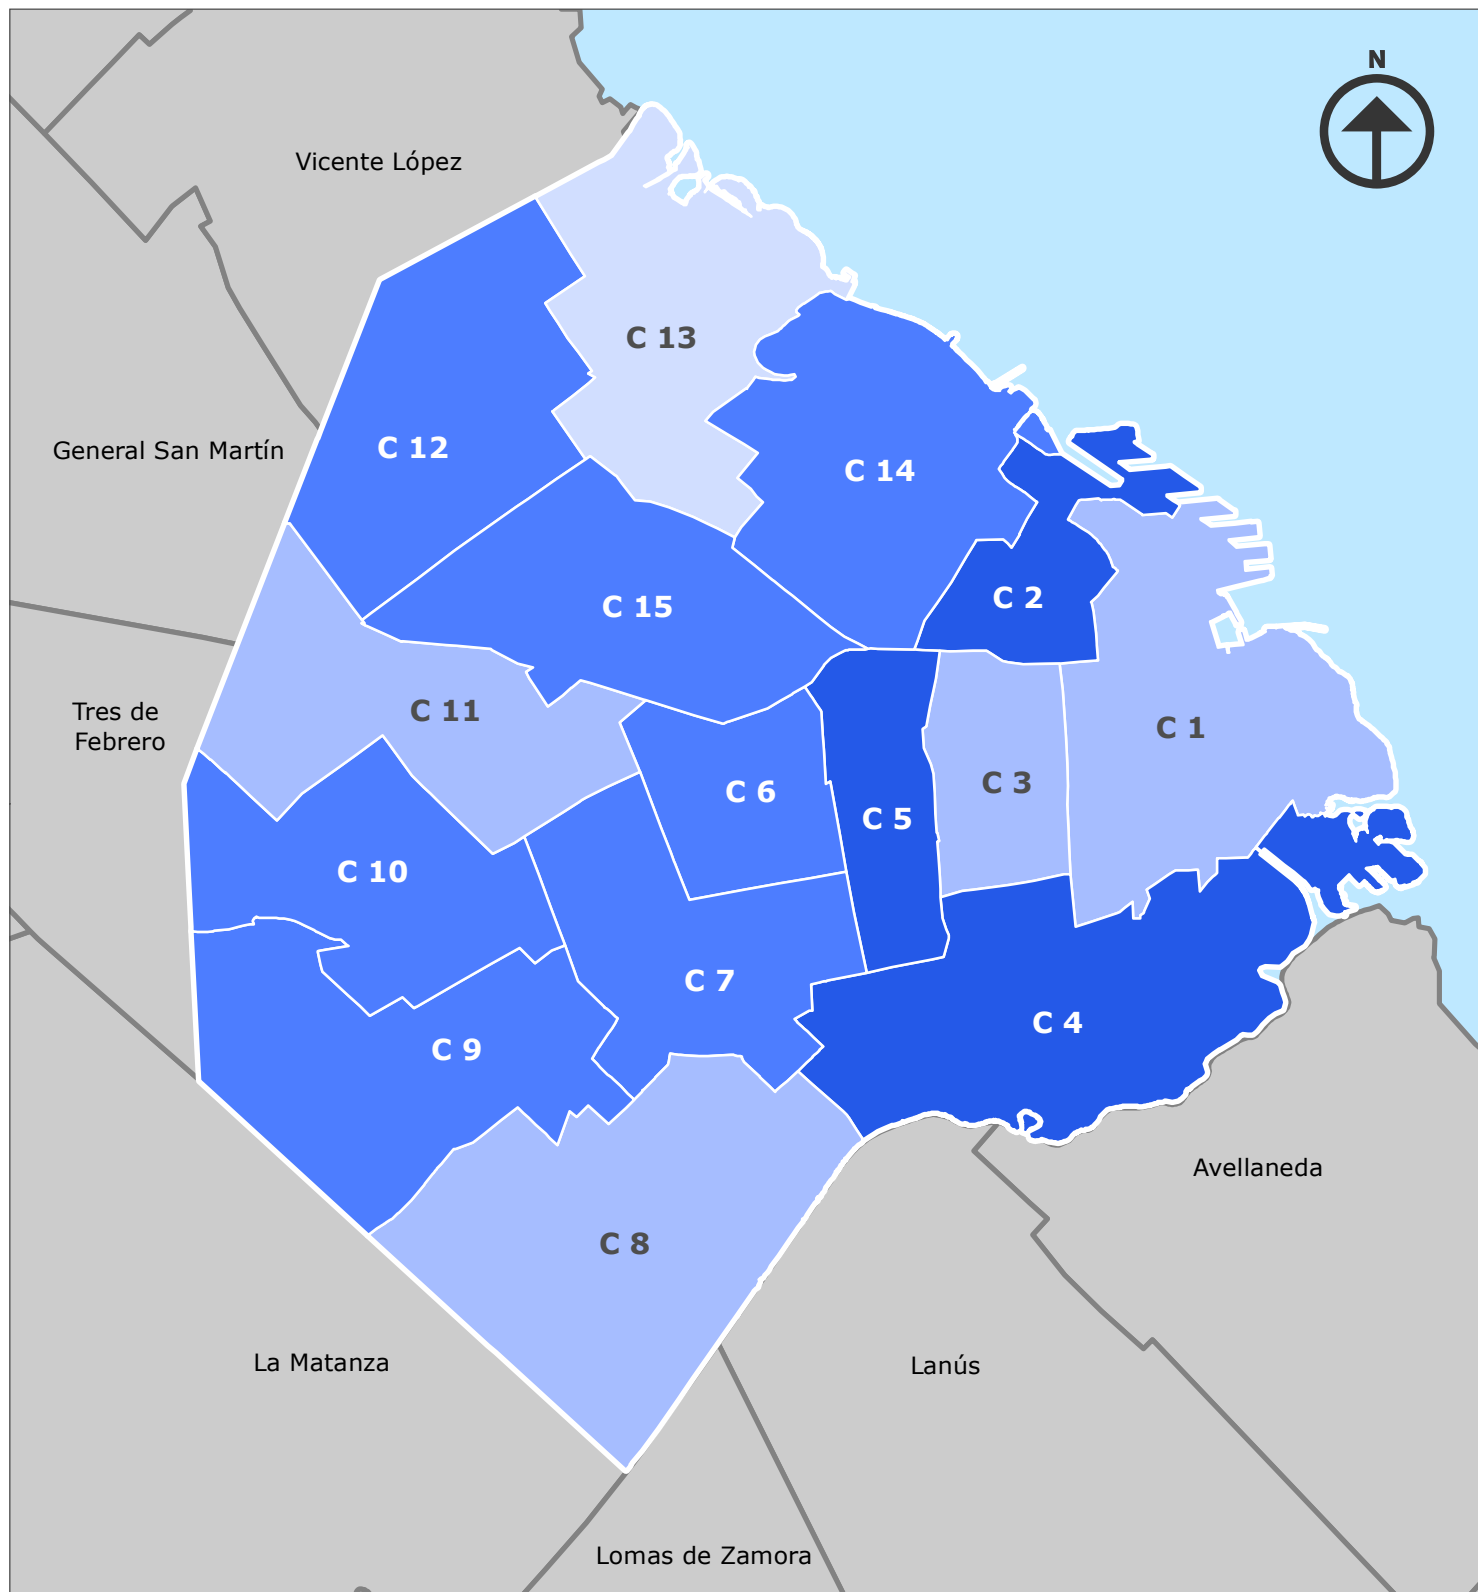 N
Vicente López
C 13
C 12
General San Martín
C 14
C 2
C 15
C 11
Tres de
Febrero
C 1
C 3
C 6
C 5
C 10
C 7
C 4
C 9
Avellaneda
C 8
La Matanza
Lanús
Lomas de Zamora